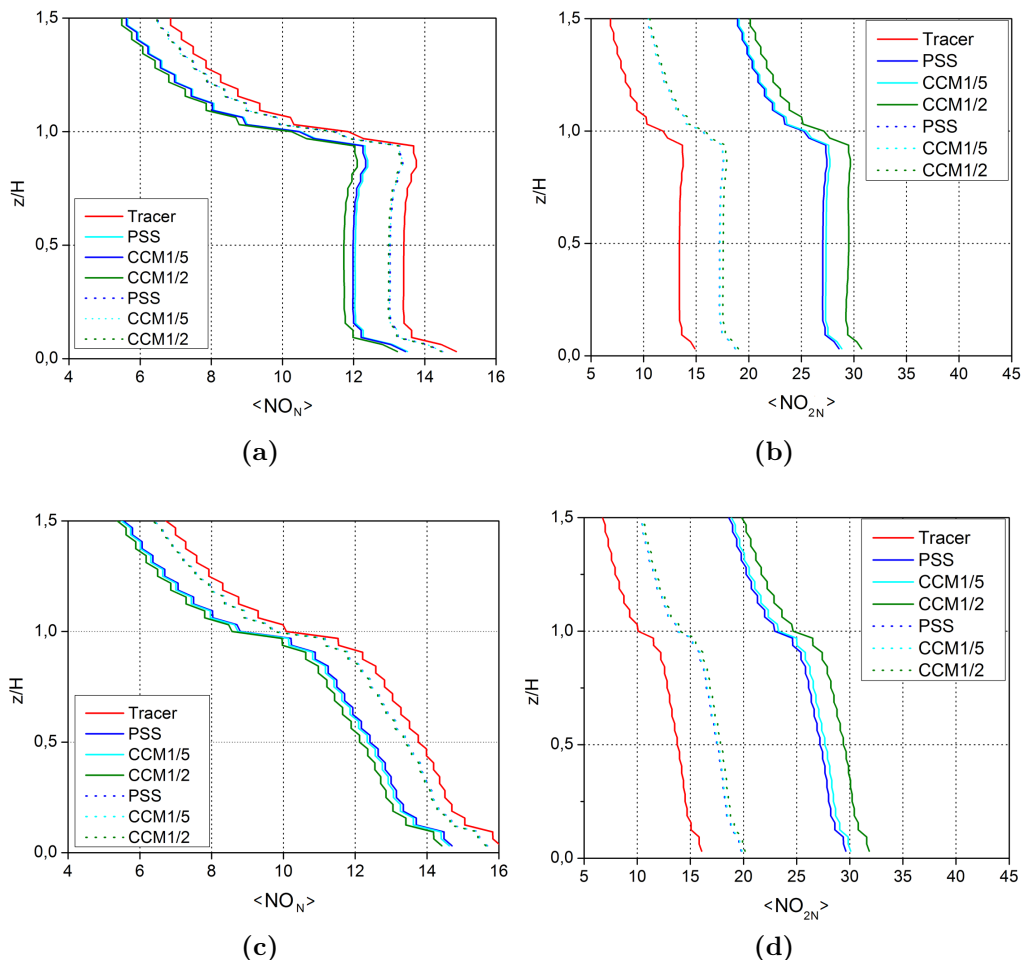 1,5
1,0
0,5
0,0
z/H
4
6
8
10
12
14
16
<NO_N>
Tracer
PSS
CCM1/5
CCM1/2
PSS
CCM1/5
CCM1/2
(a)
1,5
1,0
0,5
0,0
z/H
5
10
15
20
25
30
35
40
45
<NO_2N>
Tracer
PSS
CCM1/5
CCM1/2
PSS
CCM1/5
CCM1/2
(b)
1,5
1,0
0,5
0,0
z/H
4
6
8
10
12
14
16
<NO_N>
Tracer
PSS
CCM1/5
CCM1/2
PSS
CCM1/5
CCM1/2
(c)
1,5
1,0
0,5
0,0
z/H
5
10
15
20
25
30
35
40
45
<NO_2N>
Tracer
PSS
CCM1/5
CCM1/2
PSS
CCM1/5
CCM1/2
(d)